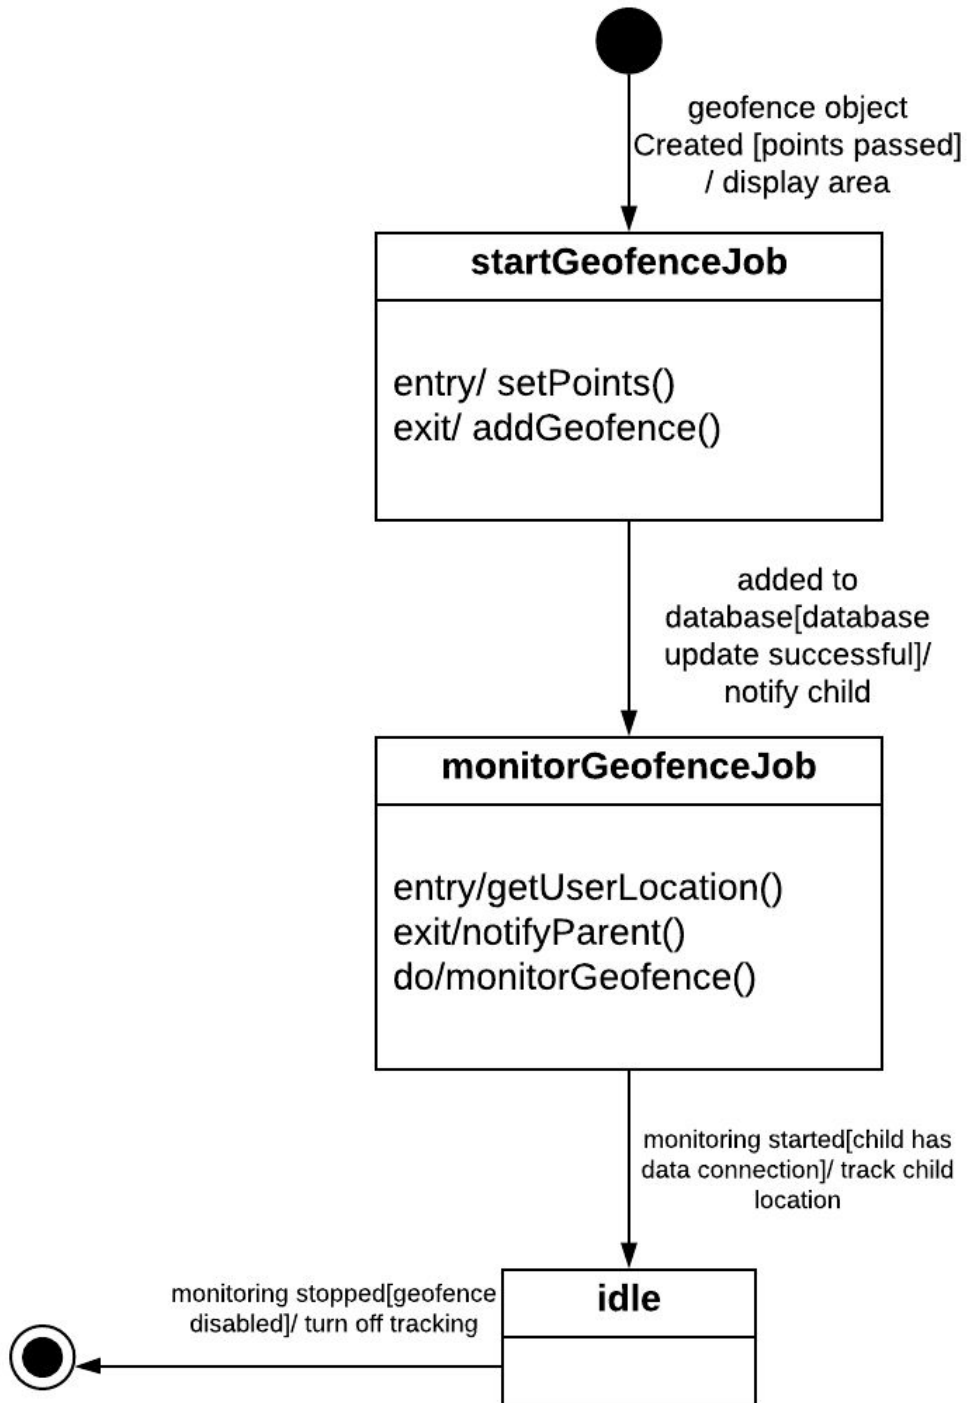 geofence object
Created [points passed]
/ display area
startGeofenceJob
entry/ setPoints()
exit/ addGeofence()
added to
database[database
update successful]/
notify child
monitorGeofenceJob
entry/getUserLocation()
exit/notifyParent()
do/monitorGeofence()
monitoring started[child has
data connection]/ track child
location
monitoring stopped[geofence
disabled]/ turn off tracking
idle